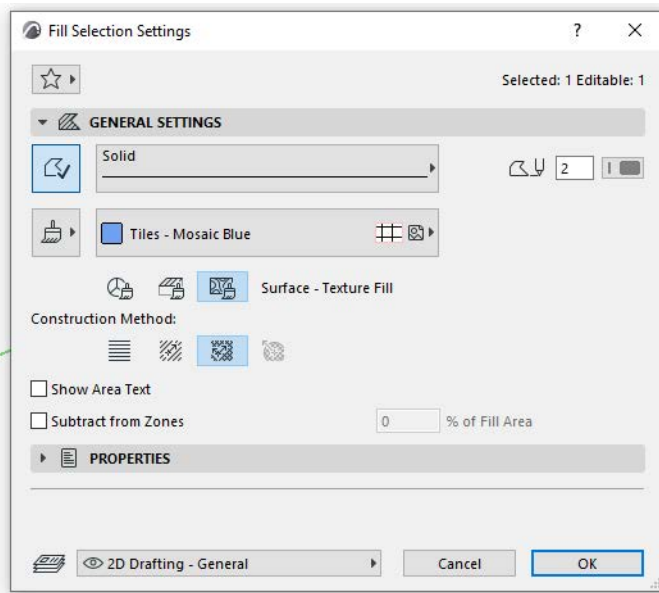 Fill Selection Settings ?
Selected: 1 Editable: 1
GENERAL SETTINGS
Solid
2
Tiles - Mosaic Blue
Surface - Texture Fill
Construction Method:
Show Area Text
Subtract from Zones 0 % of Fill Area
PROPERTIES
2D Drafting - General Cancel OK